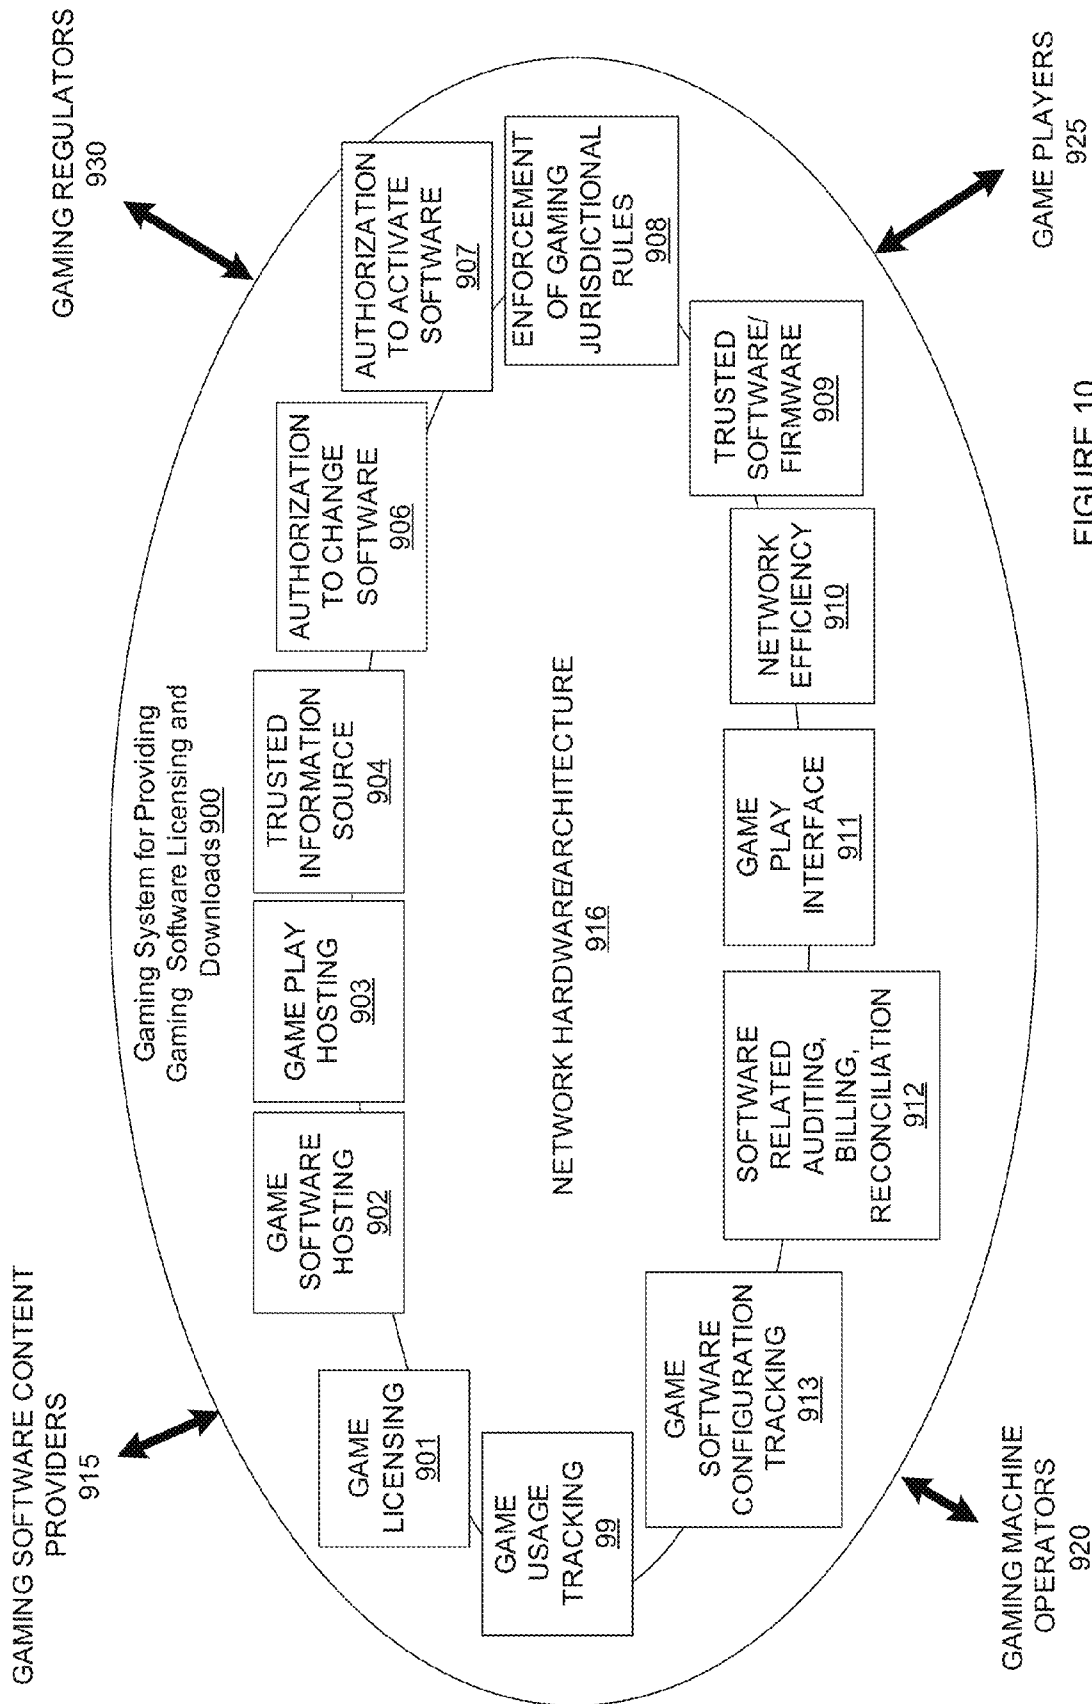 GAMING SOFTWARE CONTENT
PROVIDERS
915
GAMING REGULATORS
930
Gaming System for Providing
Gaming Software Licensing and
Downloads 900
GAME
LICENSING
901
GAME
SOFTWARE
HOSTING
902
GAME PLAY
HOSTING
903
TRUSTED
INFORMATION
SOURCE
904
AUTHORIZATION
TO CHANGE
SOFTWARE
906
AUTHORIZATION
TO ACTIVATE
SOFTWARE
907
ENFORCEMENT
OF GAMING
JURISDICTIONAL
RULES
908
TRUSTED
SOFTWARE/
FIRMWARE
909
NETWORK
EFFICIENCY
910
GAME
PLAY
INTERFACE
911
SOFTWARE
RELATED
AUDITING,
BILLING,
RECONCILIATION
912
GAME
SOFTWARE
CONFIGURATION
TRACKING
913
GAME
USAGE
TRACKING
99
NETWORK HARDWARE/ARCHITECTURE
916
GAMING MACHINE
OPERATORS
920
GAME PLAYERS
925
FIGURE 10